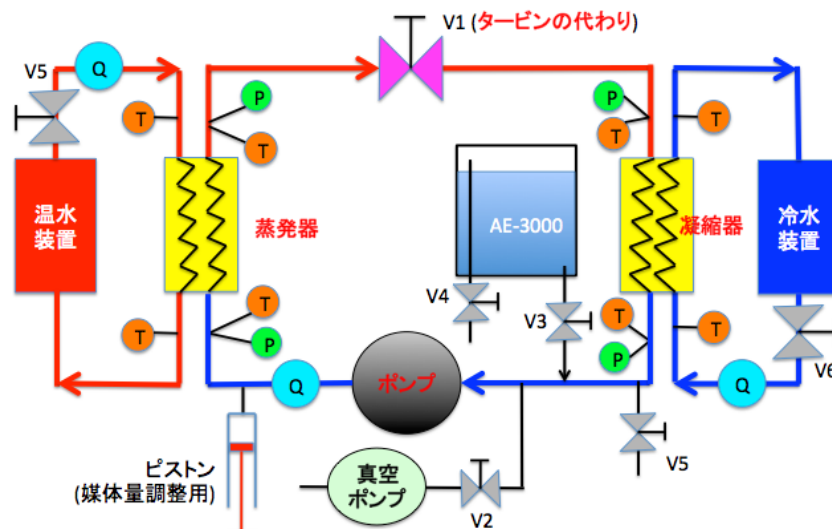 V1 (タービンの代わり)
V5
Q
P
P
T
T
T
T
温水
装置
蒸発器
AE-3000
凝縮器
冷水
装置
V4
V3
T
T
T
T
P
P
V6
Q
ポンプ
Q
ピストン
(媒体量調整用)
真空
ポンプ
V2
V5